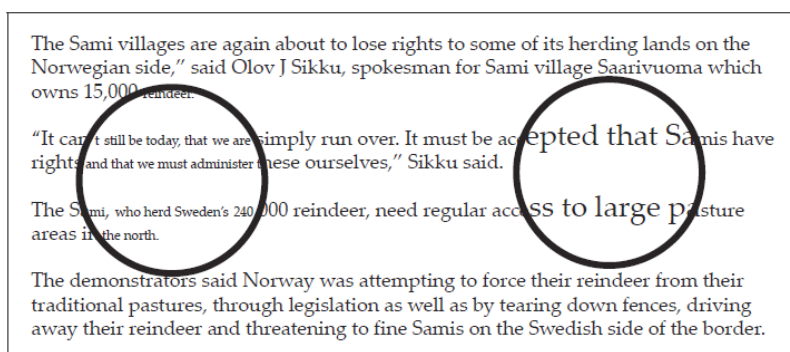 The Sami villages are again about to lose rights to some of its herding lands on the
Norwegian side,” said Olov J Sikku, spokesman for Sami village Saarivuoma which
owns 15,000 reindeer.
“It can’t still be today, that we are simply run over. It must be accepted that Samis have
rights and that we must administer these ourselves,” Sikku said.
The Sami, who herd Sweden’s 240,000 reindeer, need regular access to large pasture
areas in the north.
The demonstrators said Norway was attempting to force their reindeer from their
traditional pastures, through legislation as well as by tearing down fences, driving
away their reindeer and threatening to fine Samis on the Swedish side of the border.